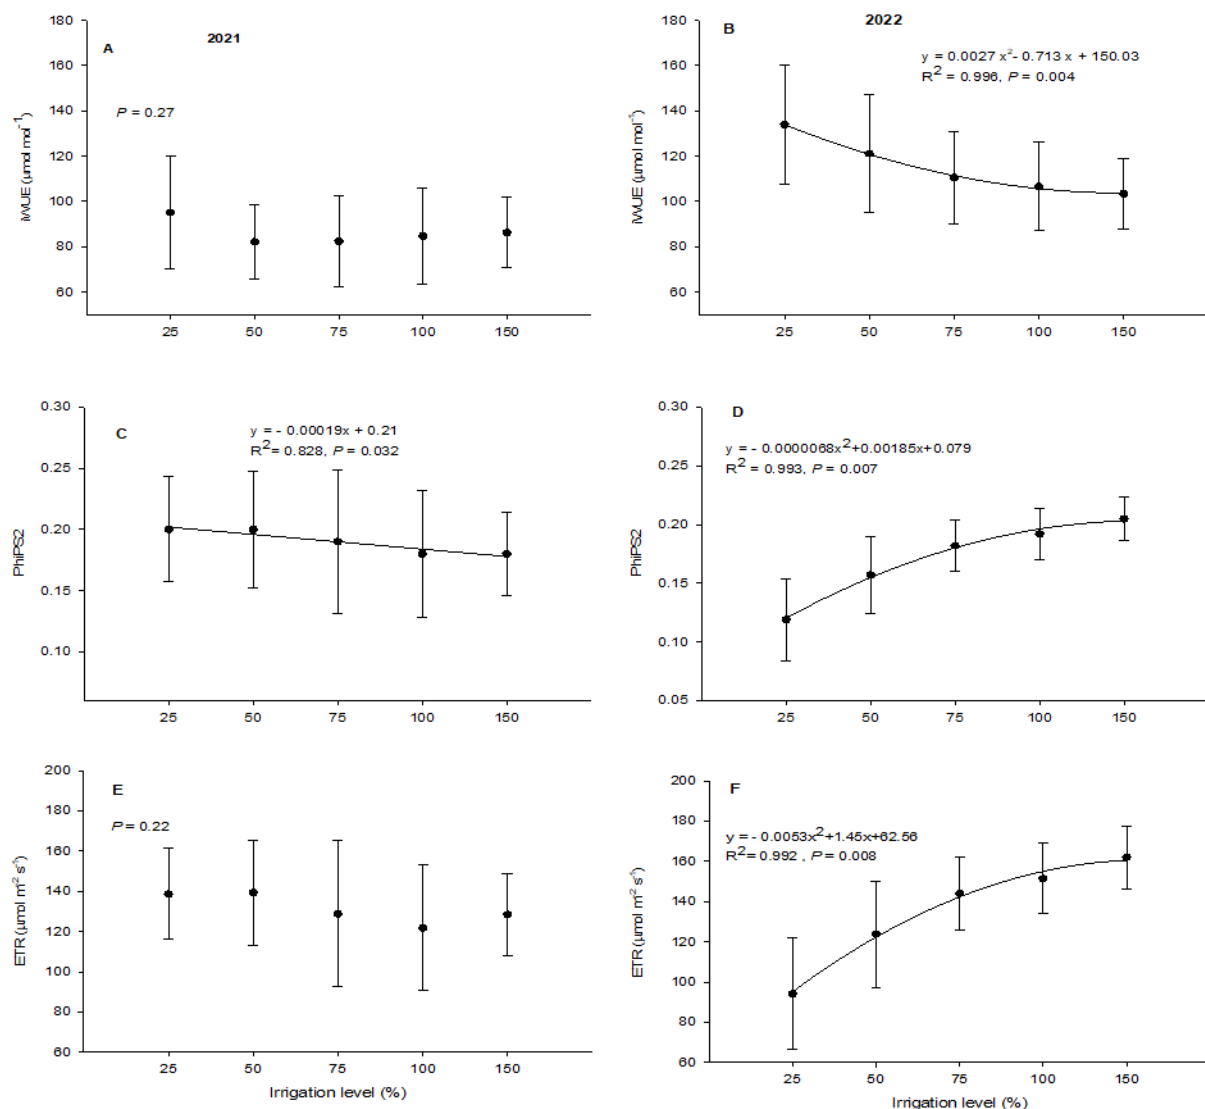 2021
A
P = 0.27
iWUE (µmol mol⁻¹)
180
160
140
120
100
80
60
25 50 75 100 150
2022
B
y = 0.0027 x² - 0.713 x + 150.03
R² = 0.996, P = 0.004
iWUE (µmol mol⁻¹)
180
160
140
120
100
80
60
25 50 75 100 150
C
y = - 0.00019x + 0.21
R² = 0.828, P = 0.032
PhiPS2
0.30
0.25
0.20
0.15
0.10
25 50 75 100 150
D
y = - 0.0000068x²+0.00185x+0.079
R² = 0.993, P = 0.007
PhiPS2
0.30
0.25
0.20
0.15
0.10
0.05
25 50 75 100 150
E
P = 0.22
ETR (µmol m⁻² s⁻¹)
200
180
160
140
120
100
80
60
25 50 75 100 150
Irrigation level (%)
F
y = - 0.0053x²+1.45x+62.56
R²= 0.992 , P = 0.008
ETR (µmol m⁻² s⁻¹)
200
180
160
140
120
100
80
60
25 50 75 100 150
Irrigation level (%)